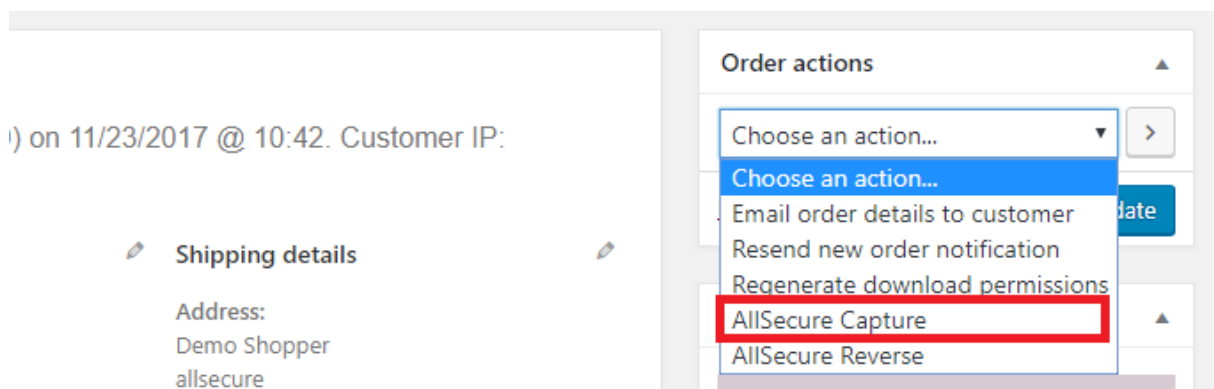 ) on 11/23/2017 @ 10:42. Customer IP:
Shipping details
Address:
Demo Shopper
allsecure
Order actions
Choose an action...
Choose an action...
Email order details to customer
Resend new order notification
Regenerate download permissions
AllSecure Capture
AllSecure Reverse
date